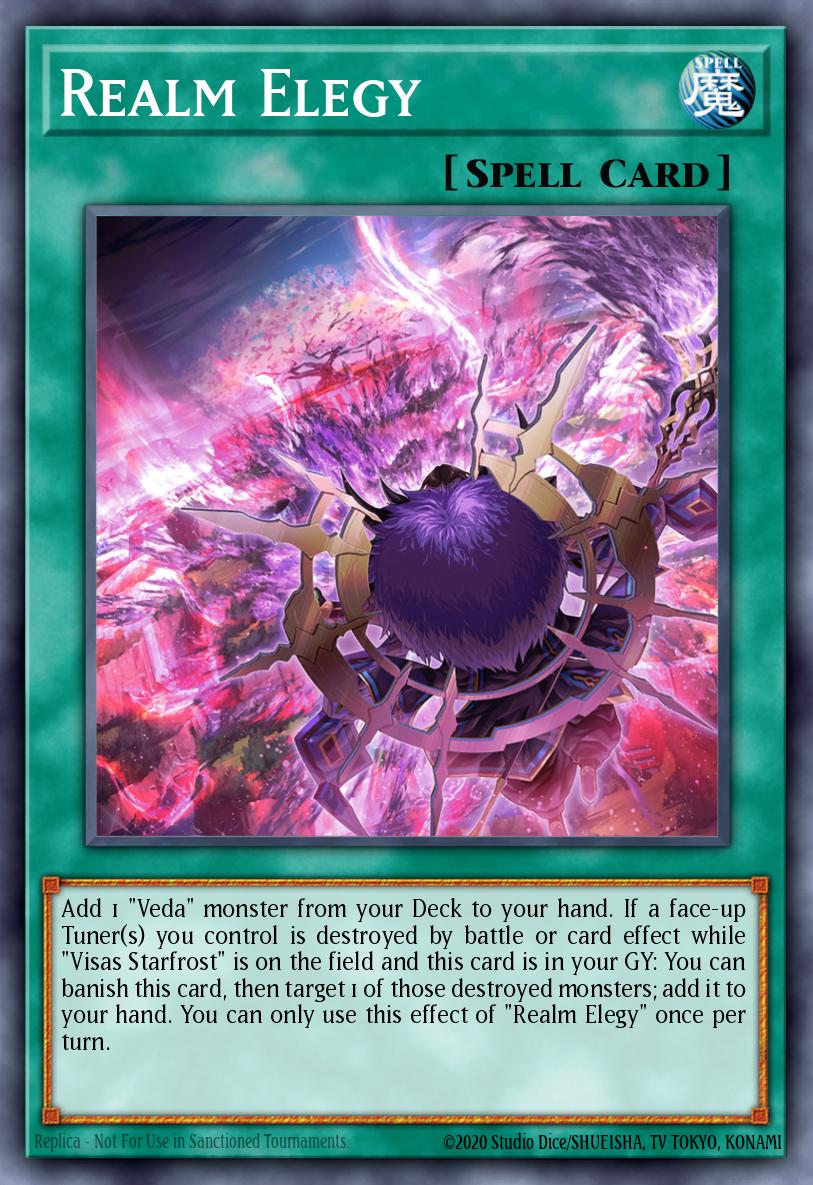 Realm Elegy
SPELL
魔
[ Spell Card ]
Add 1 "Veda" monster from your Deck to your hand. If a face-up
Tuner(s) you control is destroyed by battle or card effect while
"Visas Starfrost" is on the field and this card is in your GY: You can
banish this card, then target 1 of those destroyed monsters; add it to
your hand. You can only use this effect of "Realm Elegy" once per
turn.
Replica - Not For Use in Sanctioned Tournaments.
©2020 Studio Dice/SHUEISHA, TV TOKYO, KONAMI